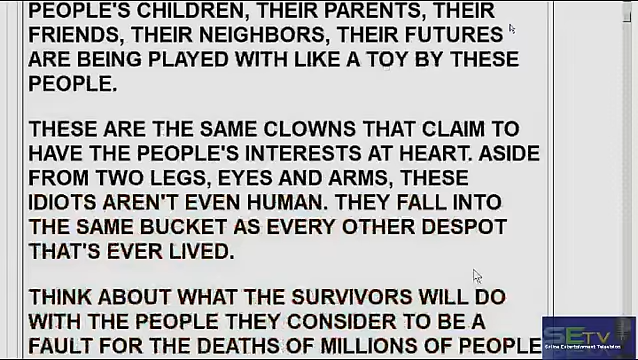 PEOPLE'S CHILDREN, THEIR PARENTS, THEIR
FRIENDS, THEIR NEIGHBORS, THEIR FUTURES
ARE BEING PLAYED WITH LIKE A TOY BY THESE
PEOPLE.
THESE ARE THE SAME CLOWNS THAT CLAIM TO
HAVE THE PEOPLE'S INTERESTS AT HEART. ASIDE
FROM TWO LEGS, EYES AND ARMS, THESE
IDIOTS AREN'T EVEN HUMAN. THEY FALL INTO
THE SAME BUCKET AS EVERY OTHER DESPOT
THAT'S EVER LIVED.
THINK ABOUT WHAT THE SURVIVORS WILL DO
WITH THE PEOPLE THEY CONSIDER TO BE A
FAULT FOR THE DEATHS OF MILLIONS OF PEOPLE
SETV
Entertainment Television